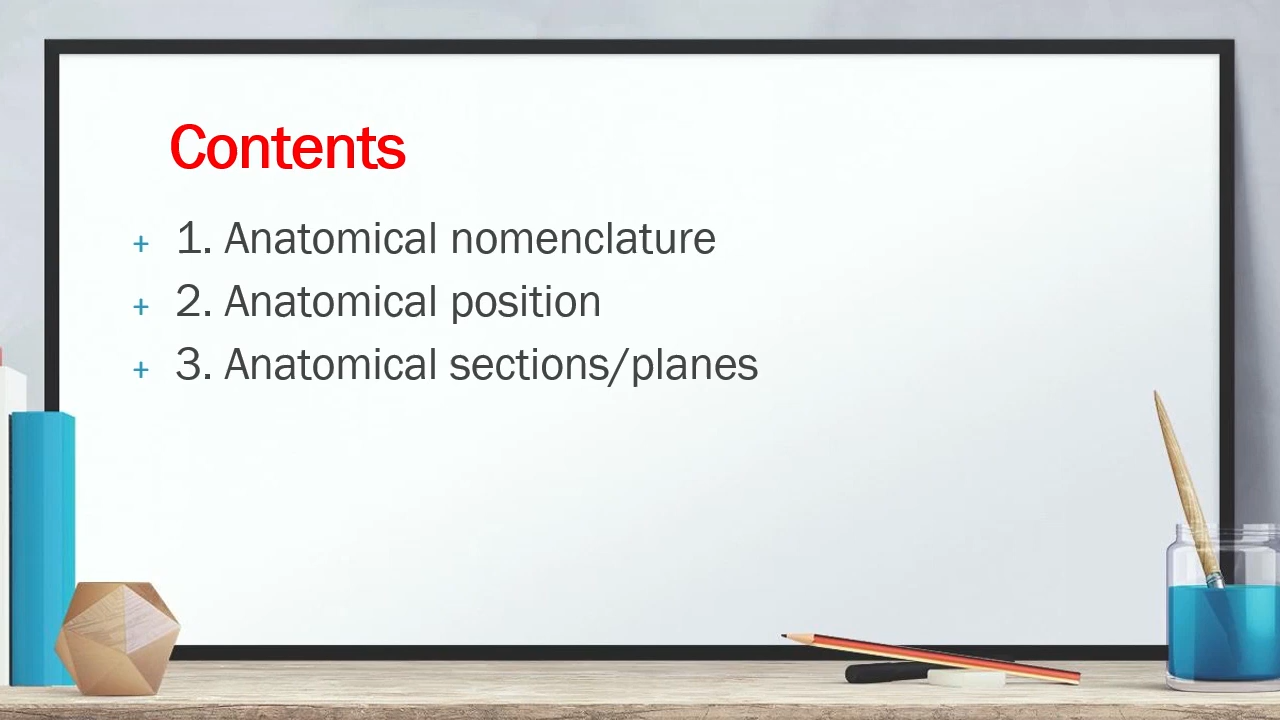 Contents
+ 1. Anatomical nomenclature
+ 2. Anatomical position
+ 3. Anatomical sections/planes